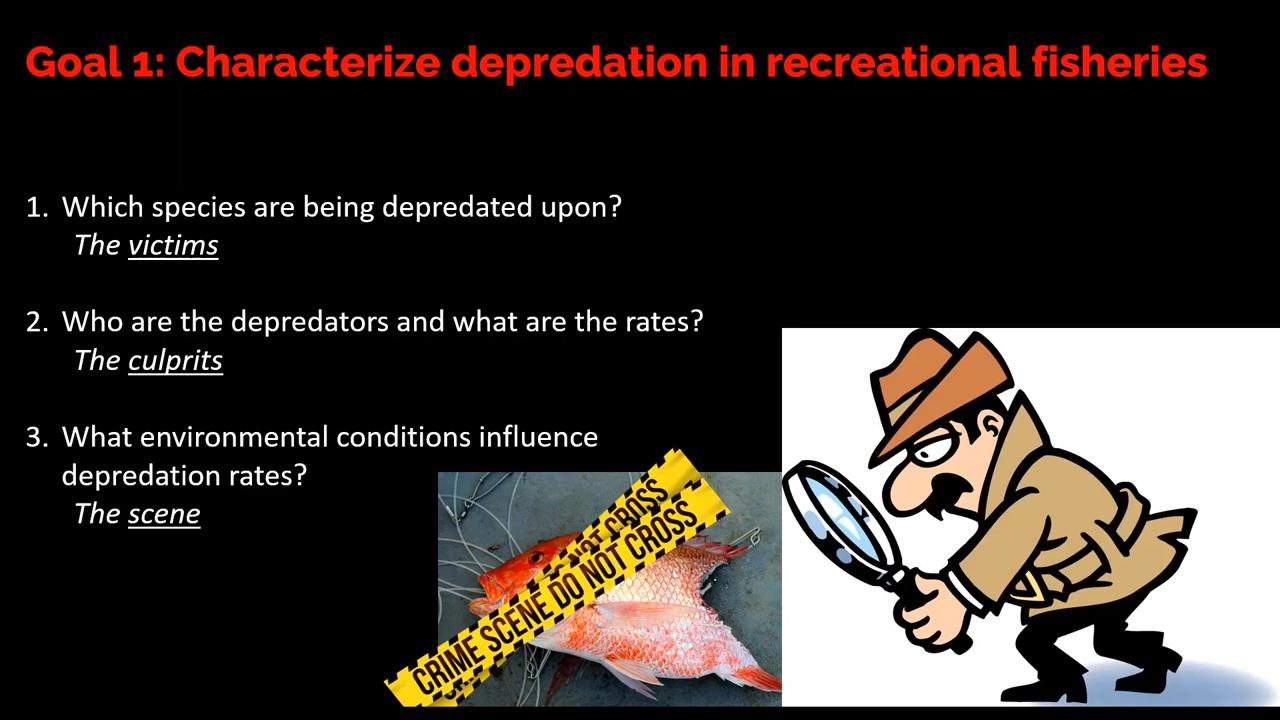 Goal 1: Characterize depredation in recreational fisheries
1. Which species are being depredated upon?
The victims
2. Who are the depredators and what are the rates?
The culprits
3. What environmental conditions influence
depredation rates?
The scene
NOT CROSS
CRIME SCENE DO NOT CROSS